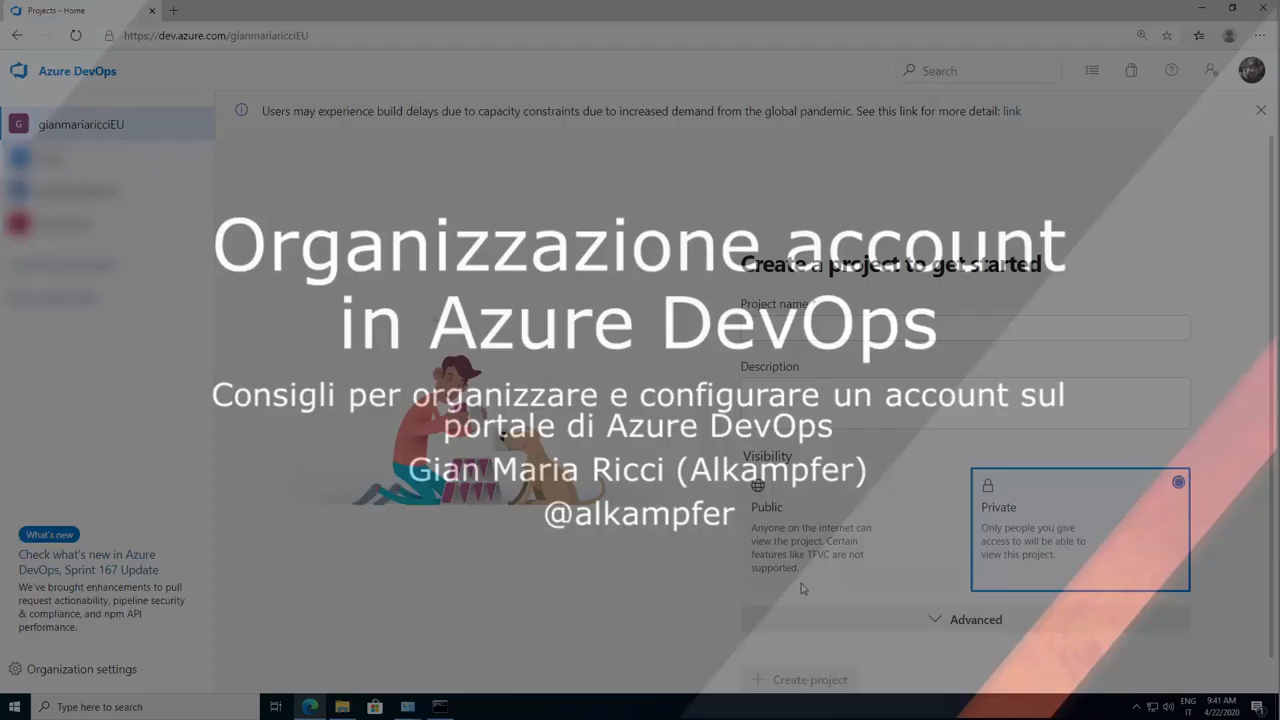 Projects - Home
https://dev.azure.com/gianmariaricciEU
Azure DevOps
Search
G
gianmariaricciEU
Users may experience build delays due to capacity constraints due to increased demand from the global pandemic. See this link for more detail: link
Organizzazione account
in Azure DevOps
Consigli per organizzare e configurare un account sul
portale di Azure DevOps
Gian Maria Ricci (Alkampfer)
@alkampfer
Create a project to get started
Project name *
Description
Visibility
Public
Anyone on the internet can
view the project. Certain
features like TFVC are not
supported.
Private
Only people you give
access to will be able to
view this project.
Advanced
Create project
What's new
Check what's new in Azure
DevOps, Sprint 167 Update
We've brought enhancements to pull
request actionability, pipeline security
& compliance, and npm API
performance.
Organization settings
Type here to search
ENG
IT
9:41 AM
4/22/2020
1